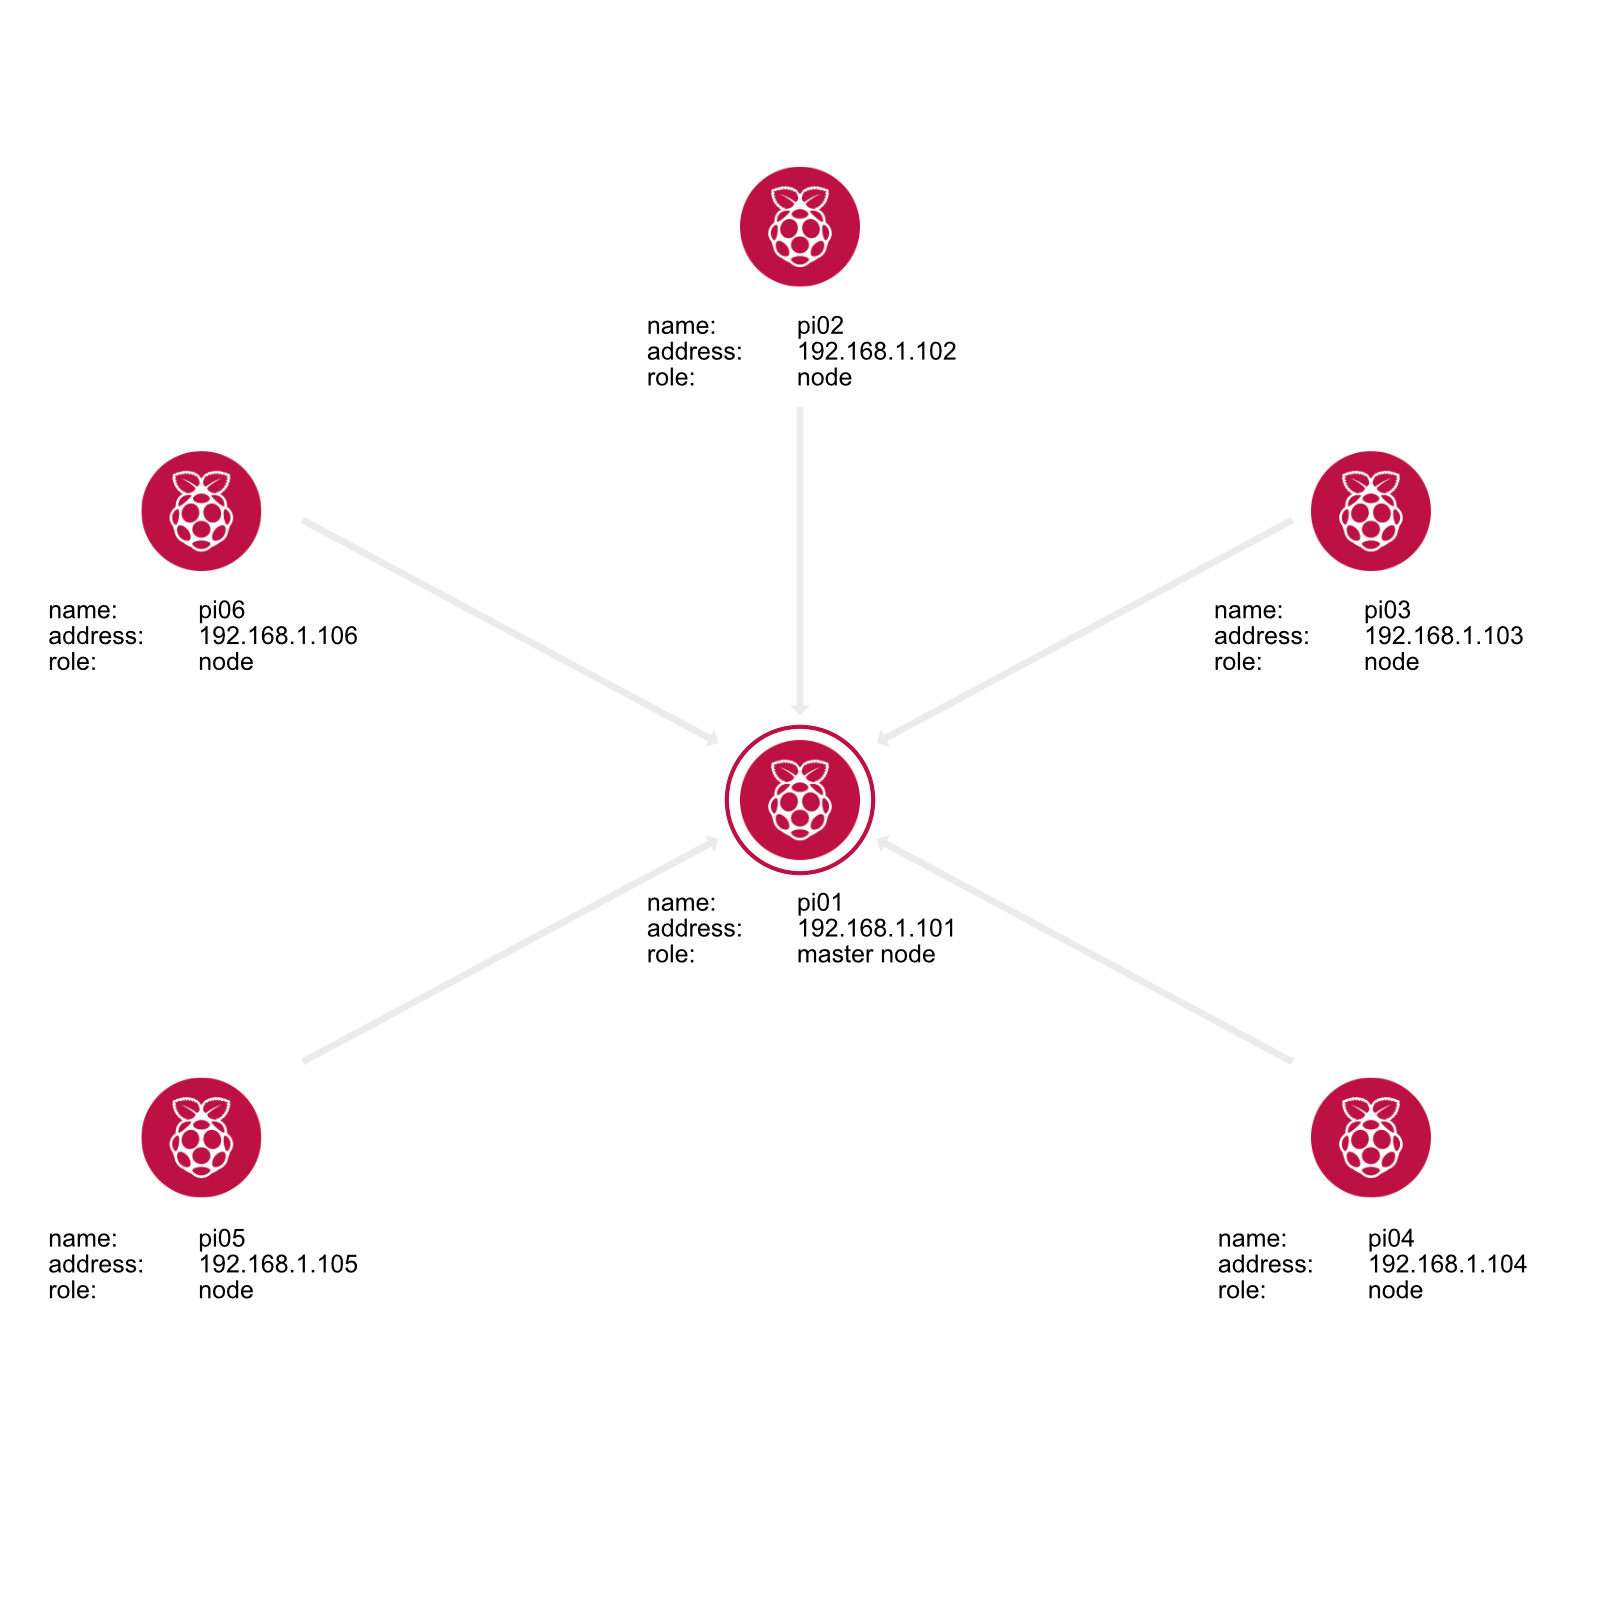 name: pi02
address: 192.168.1.102
role: node
name: pi06
address: 192.168.1.106
role: node
name: pi03
address: 192.168.1.103
role: node
name: pi01
address: 192.168.1.101
role: master node
name: pi05
address: 192.168.1.105
role: node
name: pi04
address: 192.168.1.104
role: node